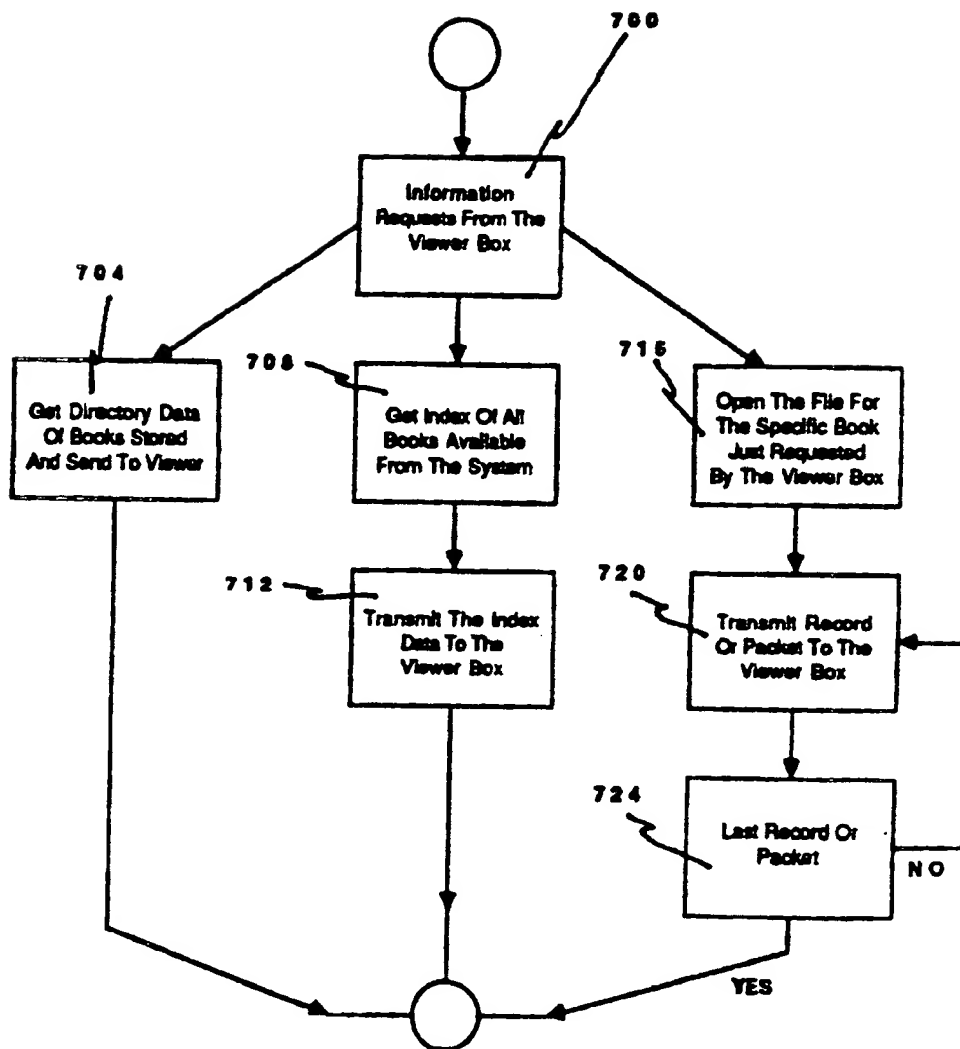 700
Information
Requests From The
Viewer Box
704
Get Directory Data
Of Books Stored
And Send To Viewer
708
Get Index Of All
Books Available
From The System
715
Open The File For
The Specific Book
Just Requested
By The Viewer Box
712
Transmit The Index
Data To The
Viewer Box
720
Transmit Record
Or Packet To The
Viewer Box
724
Last Record Or
Packet
NO
YES